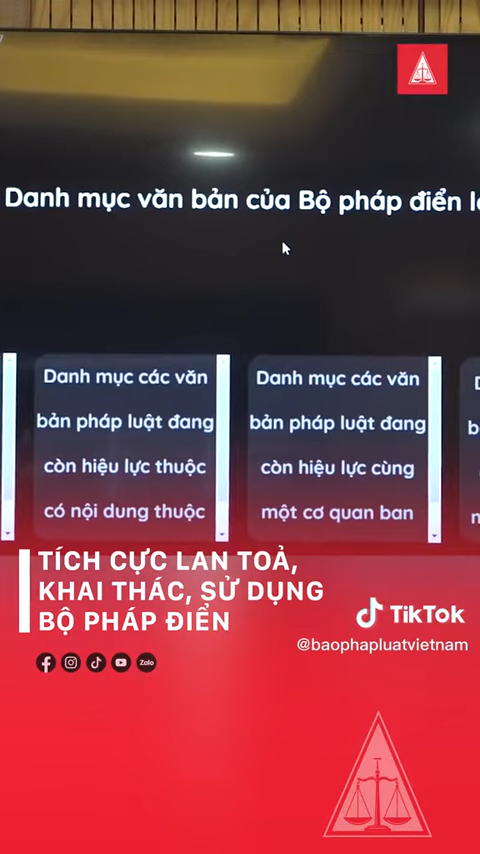 Danh mục văn bản của Bộ pháp điển
Danh mục các văn
bản pháp luật đang
còn hiệu lực thuộc
có nội dung thuộc
Danh mục các văn
bản pháp luật đang
còn hiệu lực cùng
một cơ quan ban
TÍCH CỰC LAN TOẢ,
KHAI THÁC, SỬ DỤNG
BỘ PHÁP ĐIỂN
TikTok
@baophapluatvietnam
Zalo